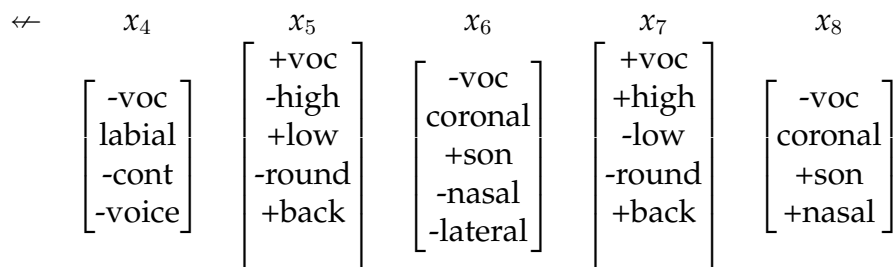 ↚ x₄ x₅ x₆ x₇ x₈
[-voc labial -cont -voice] [+voc -high +low -round +back] [-voc coronal +son -nasal -lateral] [+voc +high -low -round +back] [-voc coronal +son +nasal]